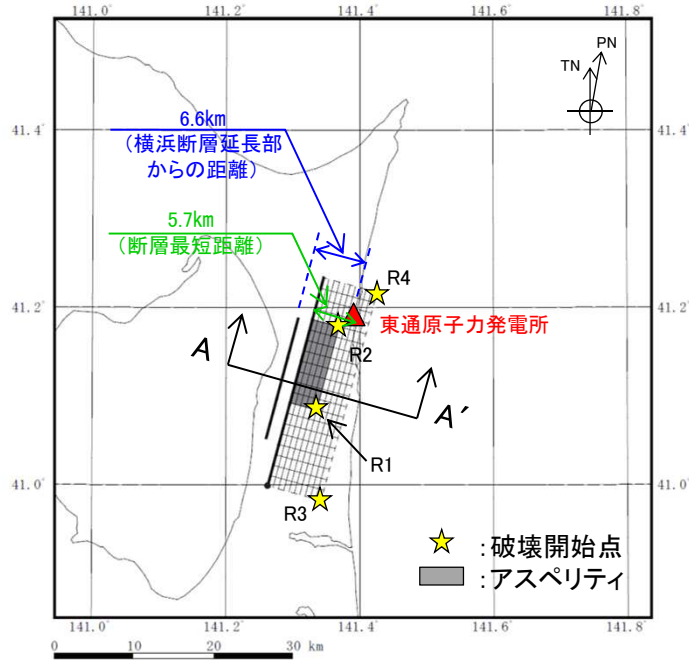 141.0゜
141.2゜
141.4゜
141.6゜
141.8゜
TN
PN
6.6km
(横浜断層延長部
からの距離)
41.4゜
41.4゜
5.7km
(断層最短距離)
R4
41.2゜
41.2゜
東通原子力発電所
R2
A
A′
R1
41.0゜
41.0゜
R3
:破壊開始点
:アスペリティ
141.0゜
141.2゜
141.4゜
141.6゜
141.8゜
0 10 20 30 km